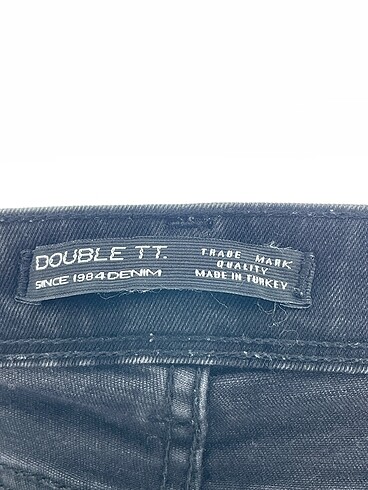 DOUBLE TT.
SINCE 1984 DENIM
TRADE MARK
QUALITY
MADE IN TURKEY